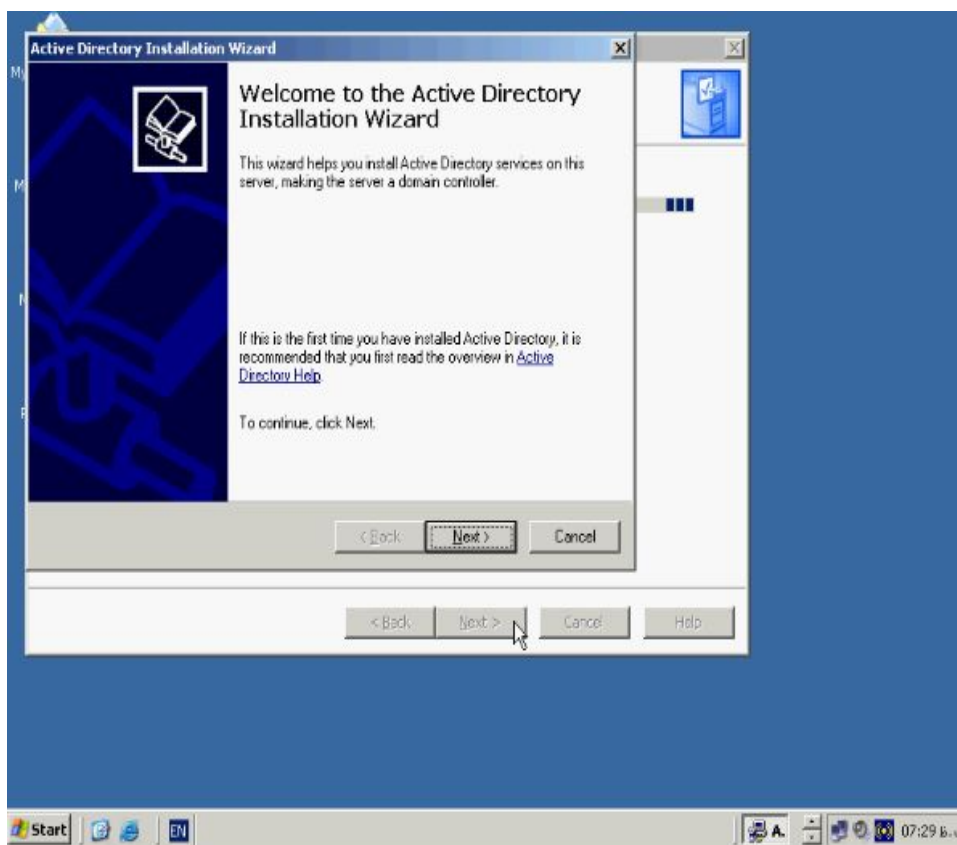 Active Directory Installation Wizard
Welcome to the Active Directory
Installation Wizard
This wizard helps you install Active Directory services on this
server, making the server a domain controller.
If this is the first time you have installed Active Directory, it is
recommended that you first read the overview in Active
Directory Help.
To continue, click Next.
< Back Next > Cancel
< Back Next > Cancel Help
Start EN A. 07:29